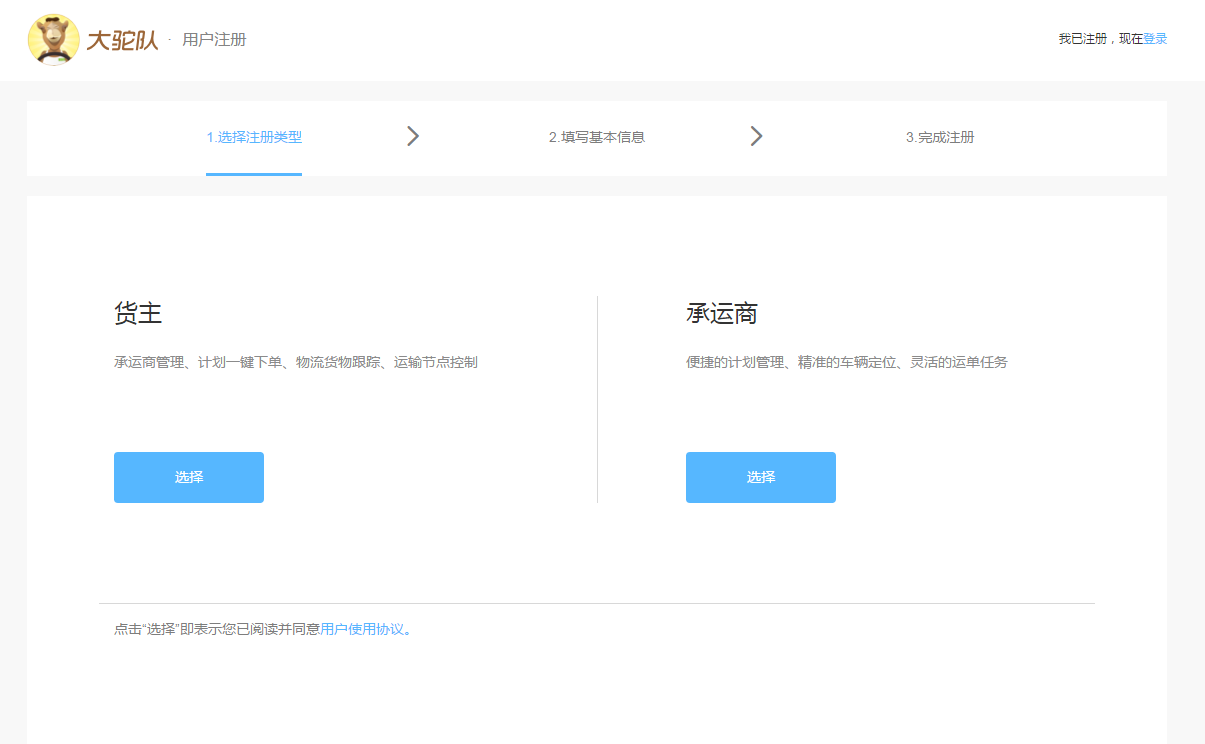 大驼队 · 用户注册
我已注册，现在登录
1.选择注册类型
2.填写基本信息
3.完成注册
货主
承运商管理、计划一键下单、物流货物跟踪、运输节点控制
选择
承运商
便捷的计划管理、精准的车辆定位、灵活的运单任务
选择
点击“选择”即表示您已阅读并同意用户使用协议。